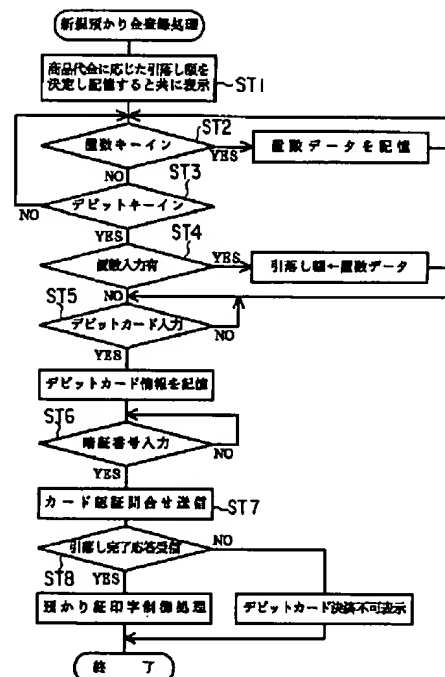 新規預かり金登録処理
商品代金に応じた引落し額を
決定し記憶すると共に表示
ST1
ST2
置数キーイン
YES
置数データを記憶
NO
ST3
NO
デビットキーイン
YES
ST4
置数入力有
YES
引落し額←置数データ
NO
ST5
デビットカード入力
NO
YES
デビットカード情報を記憶
ST6
暗証番号入力
NO
YES
カード認証問合せ送信
ST7
引落し完了応答受信
NO
ST8
YES
預かり証印字制御処理
デビットカード決済不可表示
終 了